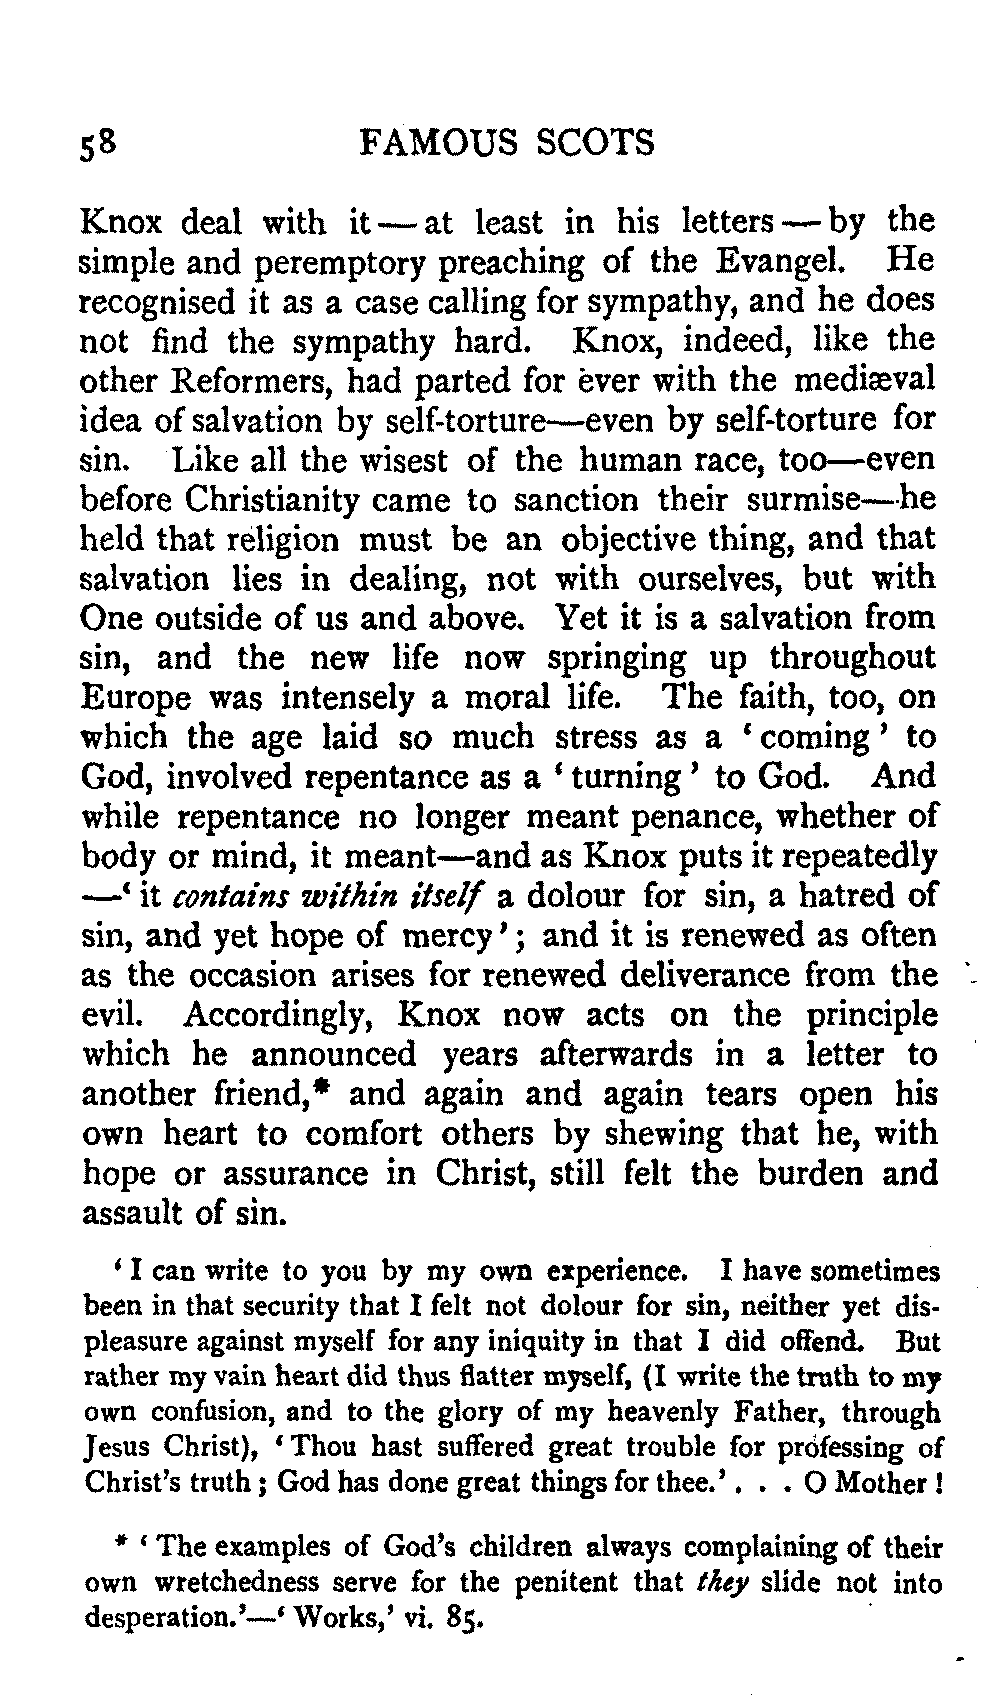 58 FAMOUS SCOTS
Knox deal with it—at least in his letters—by the
simple and peremptory preaching of the Evangel. He
recognised it as a case calling for sympathy, and he does
not find the sympathy hard. Knox, indeed, like the
other Reformers, had parted for ever with the mediæval
idea of salvation by self-torture—even by self-torture for
sin. Like all the wisest of the human race, too—even
before Christianity came to sanction their surmise—he
held that religion must be an objective thing, and that
salvation lies in dealing, not with ourselves, but with
One outside of us and above. Yet it is a salvation from
sin, and the new life now springing up throughout
Europe was intensely a moral life. The faith, too, on
which the age laid so much stress as a ‘coming’ to
God, involved repentance as a ‘turning’ to God. And
while repentance no longer meant penance, whether of
body or mind, it meant—and as Knox puts it repeatedly
—‘it contains within itself a dolour for sin, a hatred of
sin, and yet hope of mercy’; and it is renewed as often
as the occasion arises for renewed deliverance from the
evil. Accordingly, Knox now acts on the principle
which he announced years afterwards in a letter to
another friend,* and again and again tears open his
own heart to comfort others by shewing that he, with
hope or assurance in Christ, still felt the burden and
assault of sin.
‘I can write to you by my own experience. I have sometimes
been in that security that I felt not dolour for sin, neither yet dis-
pleasure against myself for any iniquity in that I did offend. But
rather my vain heart did thus flatter myself, (I write the truth to my
own confusion, and to the glory of my heavenly Father, through
Jesus Christ), ‘Thou hast suffered great trouble for professing of
Christ's truth; God has done great things for thee.’ . . . O Mother!
* ‘The examples of God's children always complaining of their
own wretchedness serve for the penitent that they slide not into
desperation.’—‘Works,’ vi. 85.